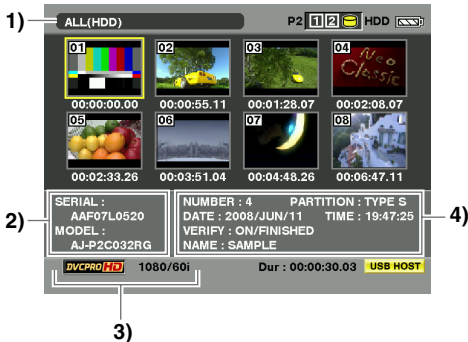 1) ALL(HDD) P2 1 2 HDD
01 02 03 04
Neo Classic
00:00:00.00 00:00:55.11 00:01:28.07 00:02:08.07
05 06 07 08
00:02:33.26 00:03:51.04 00:04:48.26 00:06:47.11
2) SERIAL : NUMBER : 4 PARTITION : TYPE S 4)
AAF07L0520 DATE : 2008/JUN/11 TIME : 19:47:25
MODEL : VERIFY : ON/FINISHED
AJ-P2C032RG NAME : SAMPLE
DVCPRO HD 1080/60i Dur : 00:00:30.03 USB HOST
3)